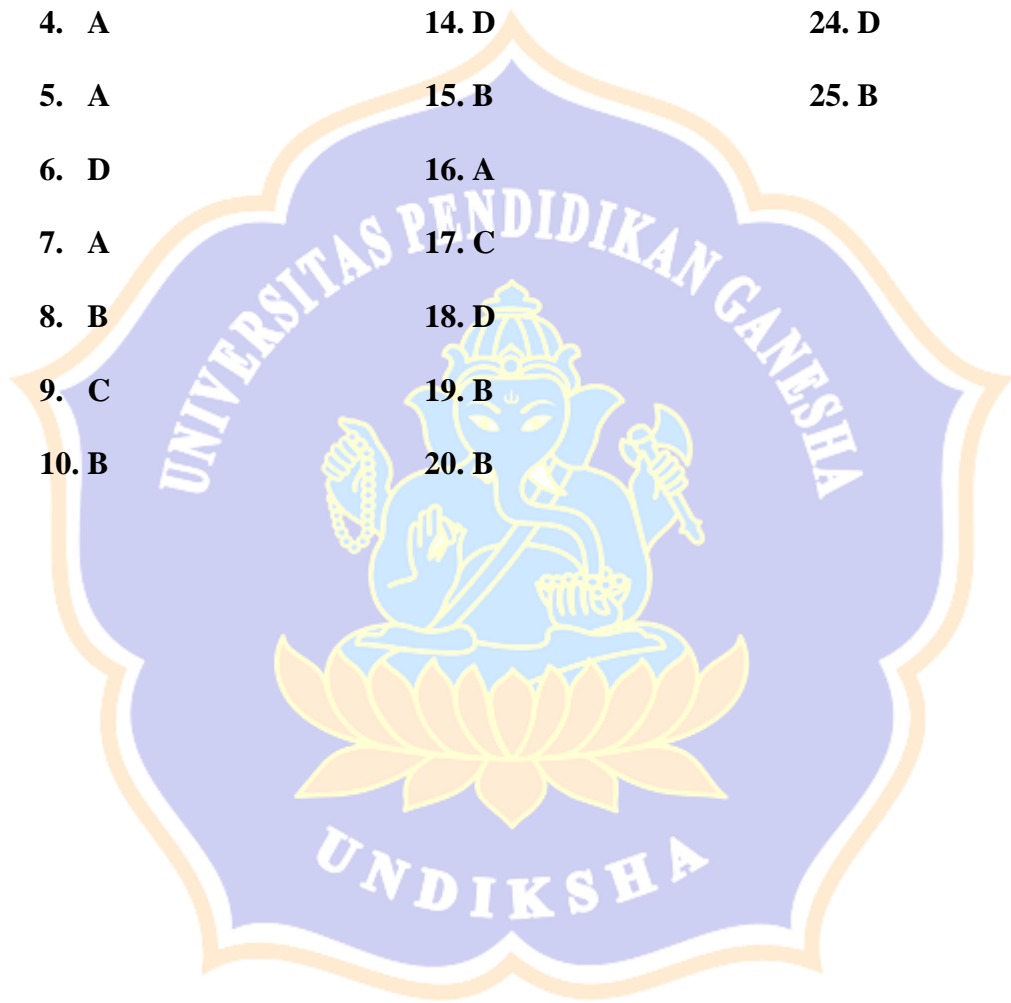 4. A
5. A
6. D
7. A
8. B
9. C
10. B
14. D
15. B
16. A
17. C
18. D
19. B
20. B
24. D
25. B
UNIVERSITAS PENDIDIKAN GANESHA
UNDIKSHA